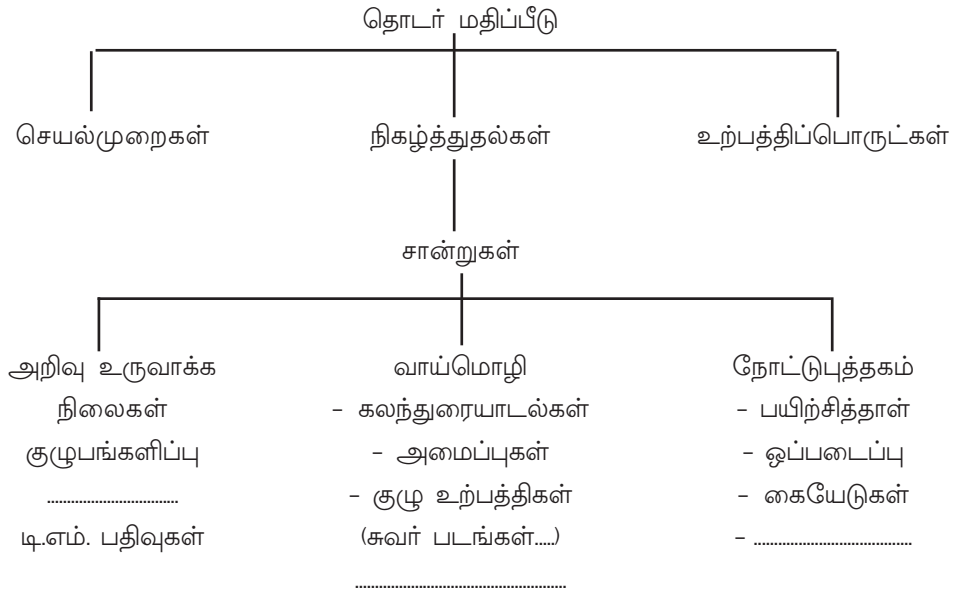 தொடர் மதிப்பீடு
செயல்முறைகள் நிகழ்த்துதல்கள் உற்பத்திப்பொருட்கள்
சான்றுகள்
அறிவு உருவாக்க வாய்மொழி நோட்டுபுத்தகம்
நிலைகள் – கலந்துரையாடல்கள் – பயிற்சித்தாள்
குழுபங்களிப்பு – அமைப்புகள் – ஒப்படைப்பு
................................. – குழு உற்பத்திகள் – கையேடுகள்
டி.எம். பதிவுகள் (சுவர் படங்கள்.....) – .......................................
.....................................................